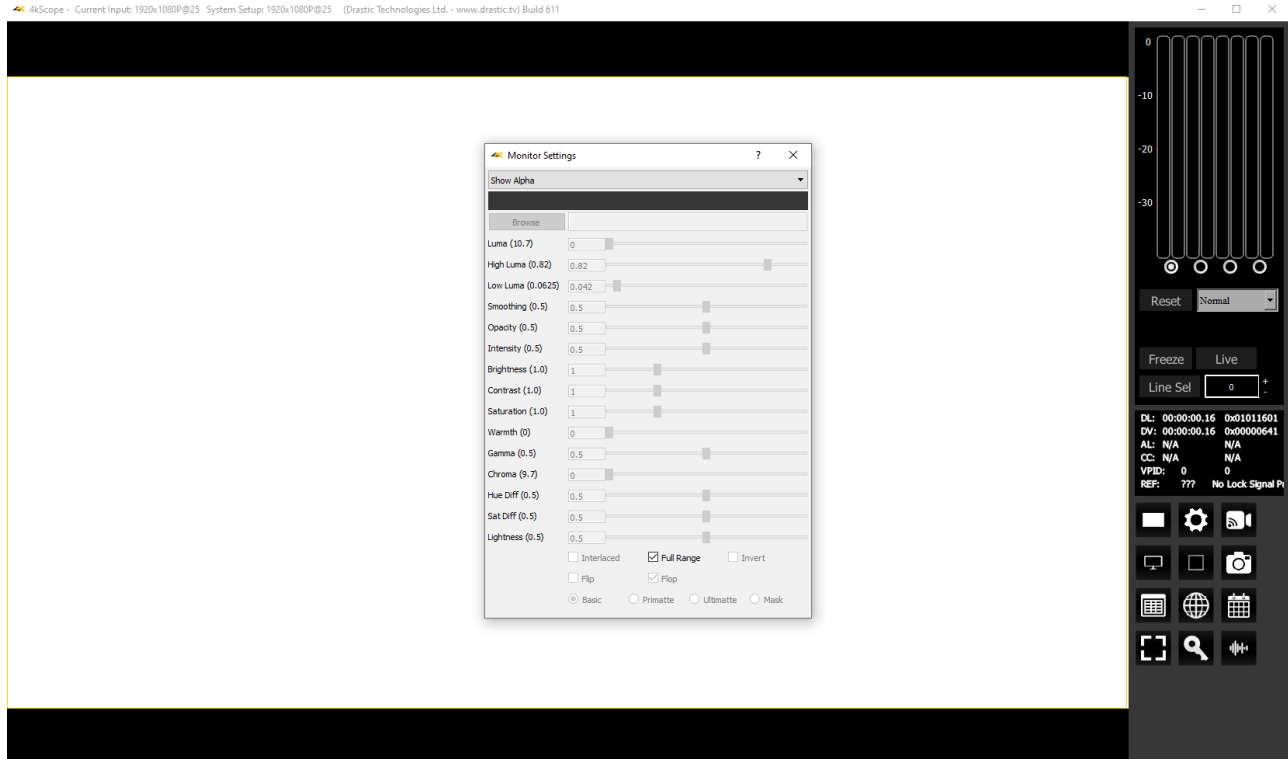 4kScope - Current Input: 1920x1080P@25 System Setup: 1920x1080P@25 (Drastic Technologies Ltd. - www.drastic.tv) Build 611
Monitor Settings ?
Show Alpha
Browse
Luma (10.7) 0
High Luma (0.82) 0.82
Low Luma (0.0625) 0.042
Smoothing (0.5) 0.5
Opacity (0.5) 0.5
Intensity (0.5) 0.5
Brightness (1.0) 1
Contrast (1.0) 1
Saturation (1.0) 1
Warmth (0) 0
Gamma (0.5) 0.5
Chroma (9.7) 0
Hue Diff (0.5) 0.5
Sat Diff (0.5) 0.5
Lightness (0.5) 0.5
Interlaced Full Range Invert
Flip Flop
Basic Primatte Ultimatte Mask
0
-10
-20
-30
Reset Normal
Freeze Live
Line Sel 0 + -
DL: 00:00:00.16 0x01011601
DV: 00:00:00.16 0x00000641
AL: N/A N/A
CC: N/A N/A
VPID: 0 0
REF: ??? No Lock Signal